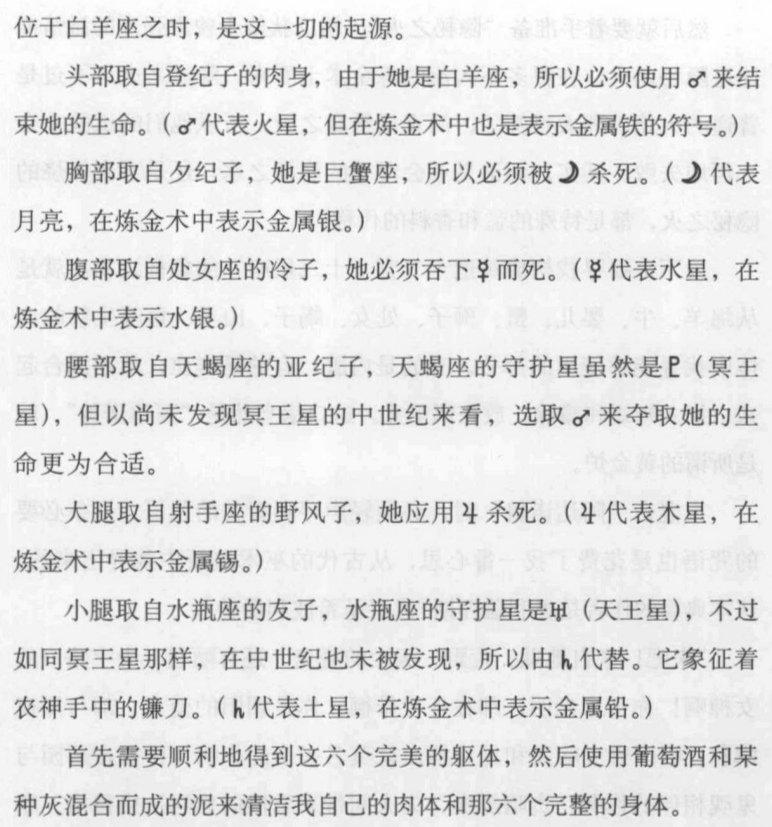 位于白羊座之时，是这一切的起源。
头部取自登纪子的肉身，由于她是白羊座，所以必须使用♂来结
束她的生命。（♂代表火星，但在炼金术中也是表示金属铁的符号。）
胸部取自夕纪子，她是巨蟹座，所以必须被☽杀死。（☽代表
月亮，在炼金术中表示金属银。）
腹部取自处女座的冷子，她必须吞下☿而死。（☿代表水星，在
炼金术中表示水银。）
腰部取自天蝎座的亚纪子，天蝎座的守护星虽然是♇（冥王
星），但以尚未发现冥王星的中世纪来看，选取♂来夺取她的生
命更为合适。
大腿取自射手座的野风子，她应用♃杀死。（♃代表木星，在
炼金术中表示金属锡。）
小腿取自水瓶座的友子，水瓶座的守护星是♅（天王星），不过
如同冥王星那样，在中世纪也未被发现，所以由♄代替。它象征着
农神手中的镰刀。（♄代表土星，在炼金术中表示金属铅。）
首先需要顺利地得到这六个完美的躯体，然后使用葡萄酒和某
种灰混合而成的泥来清洁我自己的肉体和那六个完整的身体。